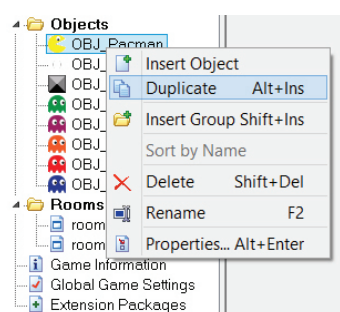 Objects
OBJ_Pacman
OBJ_
Insert Object
OBJ_
Duplicate Alt+Ins
OBJ_
Insert Group Shift+Ins
OBJ_
Sort by Name
OBJ_
OBJ_
Delete Shift+Del
Rooms
Rename F2
room
room
Properties... Alt+Enter
Game Information
Global Game Settings
Extension Packages